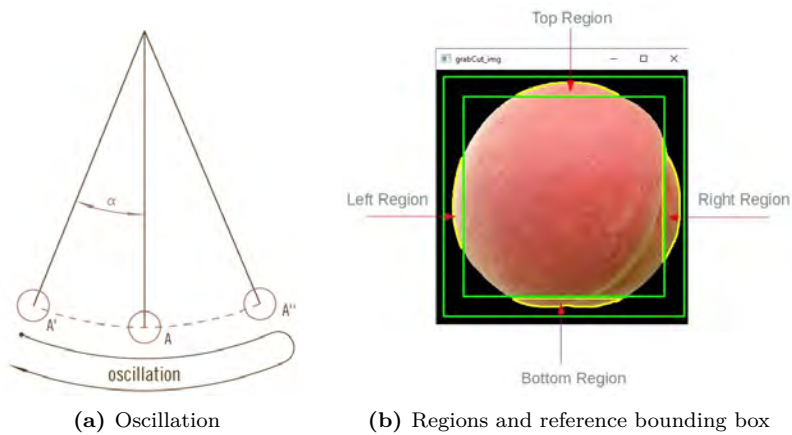 α
A'
A
A"
oscillation
(a) Oscillation
Top Region
grabCut_img
Left Region
Right Region
Bottom Region
(b) Regions and reference bounding box